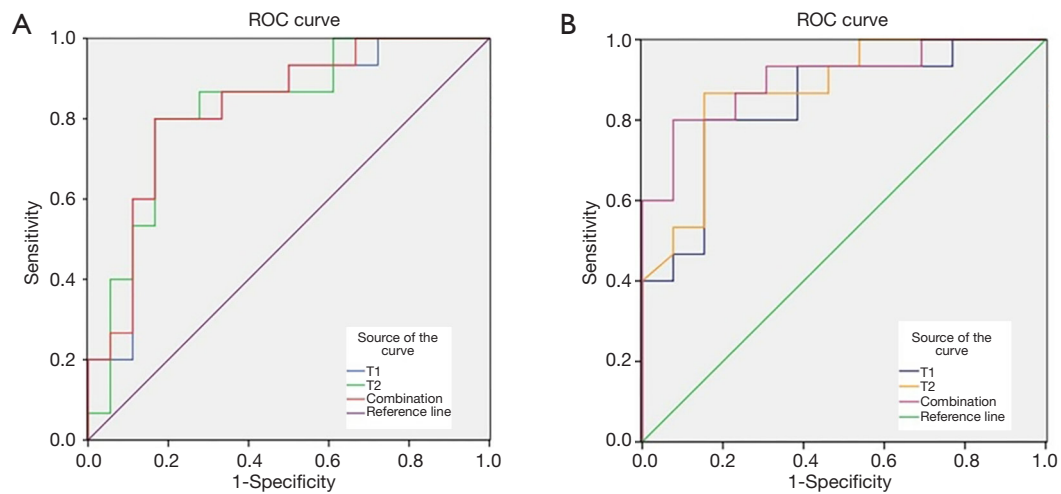 A
ROC curve
1.0
0.8
0.6
0.4
0.2
0.0
Sensitivity
Source of the
curve
T1
T2
Combination
Reference line
0.0 0.2 0.4 0.6 0.8 1.0
1-Specificity
B
ROC curve
1.0
0.8
0.6
0.4
0.2
0.0
Sensitivity
Source of the
curve
T1
T2
Combination
Reference line
0.0 0.2 0.4 0.6 0.8 1.0
1-Specificity